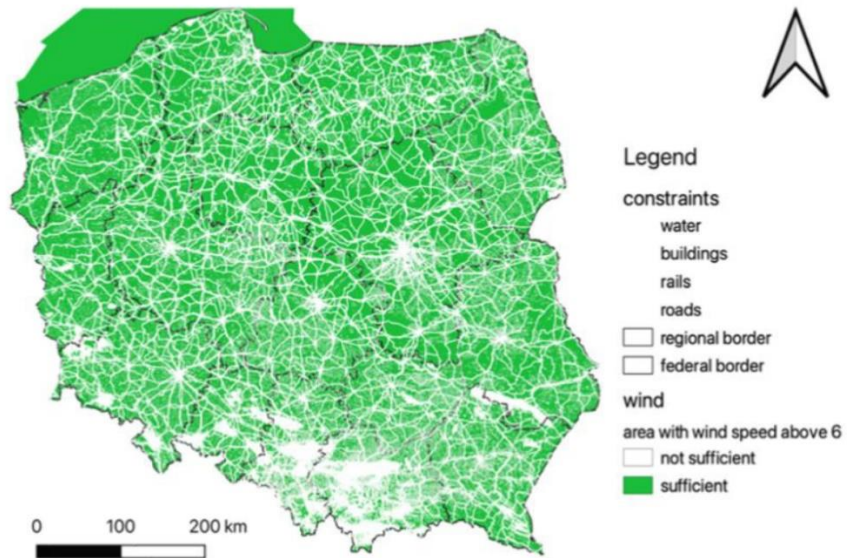 Legend
constraints
water
buildings
rails
roads
regional border
federal border
wind
area with wind speed above 6
not sufficient
sufficient
0 100 200 km